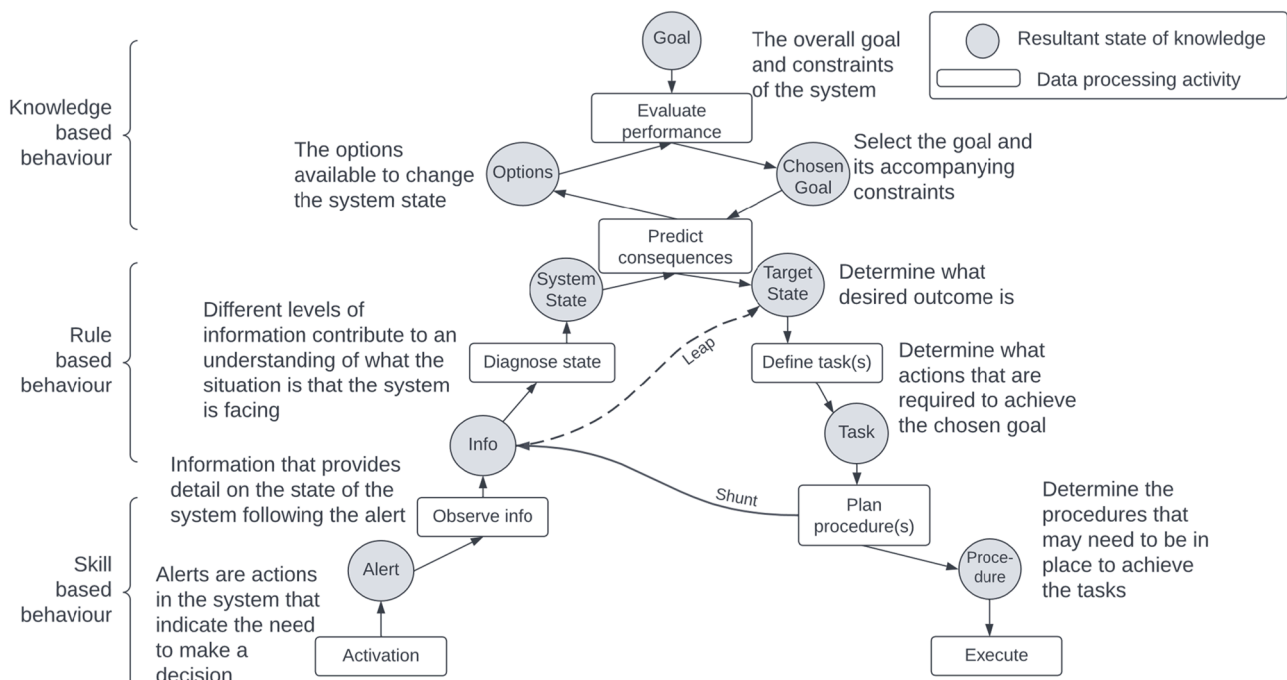 Goal
The overall goal
and constraints
of the system
Resultant state of knowledge
Data processing activity
Knowledge
based
behaviour
Evaluate
performance
The options
available to change
the system state
Options
Chosen
Goal
Select the goal and
its accompanying
constraints
Predict
consequences
System
State
Target
State
Determine what
desired outcome is
Rule
based
behaviour
Different levels of
information contribute to an
understanding of what the
situation is that the system
is facing
Diagnose state
Leap
Define task(s)
Determine what
actions that are
required to achieve
the chosen goal
Info
Task
Information that provides
detail on the state of the
system following the alert
Observe info
Shunt
Plan
procedure(s)
Determine the
procedures that
may need to be in
place to achieve
the tasks
Skill
based
behaviour
Alerts are actions
in the system that
indicate the need
to make a
decision
Alert
Proce-
dure
Activation
Execute